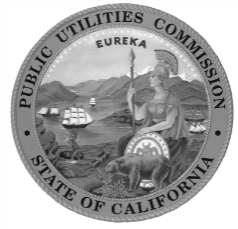 PUBLIC UTILITIES COMMISSION
EUREKA
STATE OF CALIFORNIA